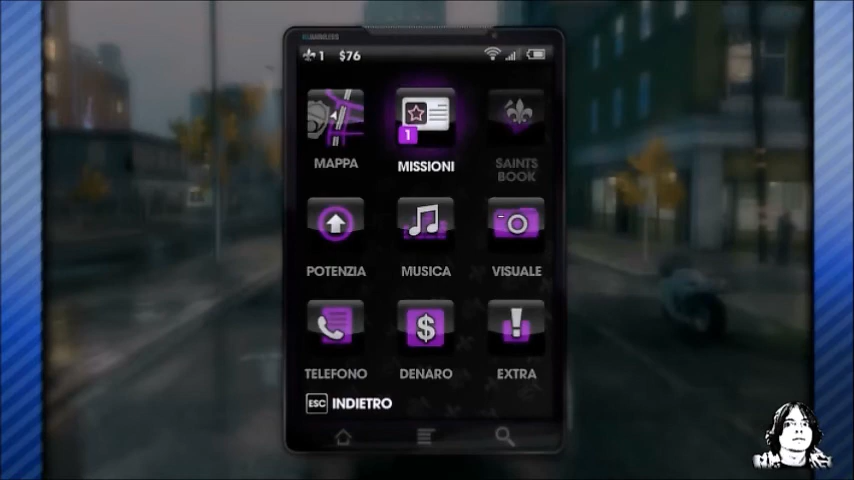 1 $76
MAPPA
MISSIONI
1
SAINTS
BOOK
POTENZIA
MUSICA
VISUALE
TELEFONO
DENARO
EXTRA
ESC INDIETRO